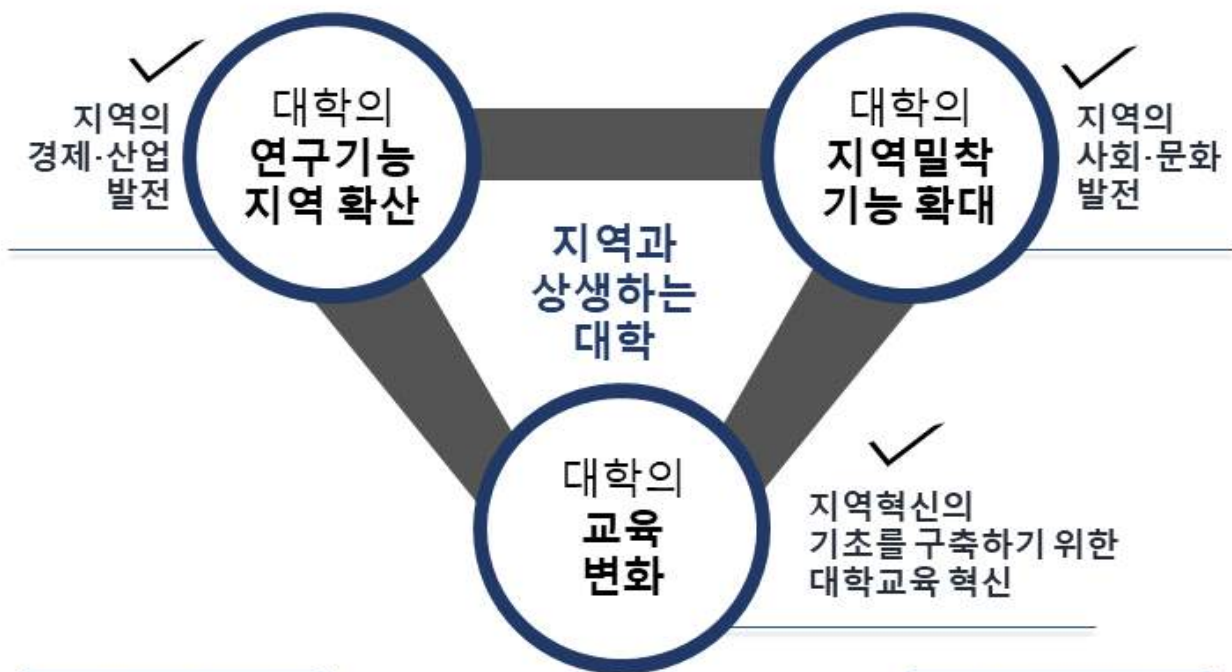 지역의
경제·산업
발전
대학의
연구기능
지역 확산
대학의
지역밀착
기능 확대
지역의
사회·문화
발전
지역과
상생하는
대학
대학의
교육
변화
지역혁신의
기초를 구축하기 위한
대학교육 혁신